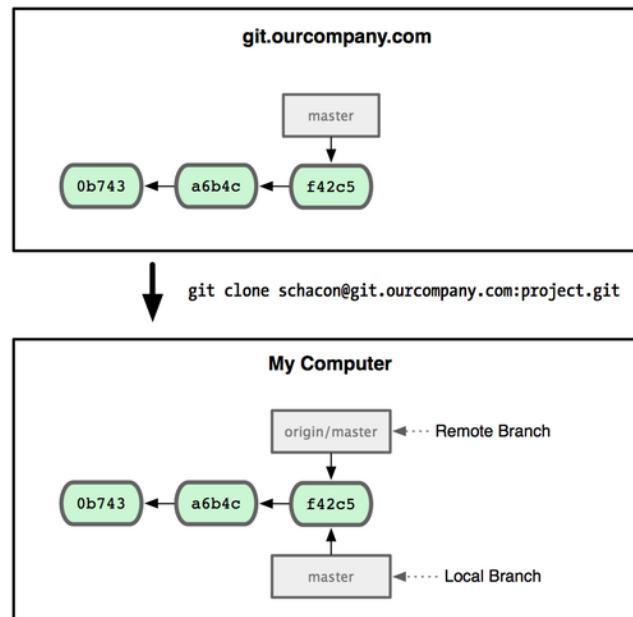 git.ourcompany.com
master
0b743 a6b4c f42c5
git clone schacon@git.ourcompany.com:project.git
My Computer
origin/master Remote Branch
0b743 a6b4c f42c5
master Local Branch